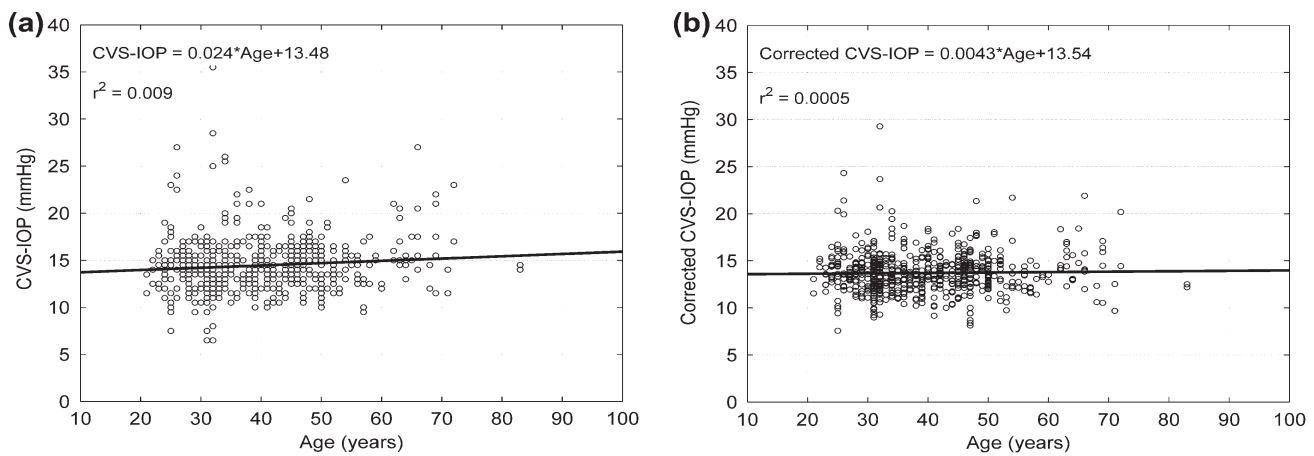 (a)
CVS-IOP = 0.024*Age+13.48
r² = 0.009
CVS-IOP (mmHg)
40
35
30
25
20
15
10
5
0
10 20 30 40 50 60 70 80 90 100
Age (years)
(b)
Corrected CVS-IOP = 0.0043*Age+13.54
r² = 0.0005
Corrected CVS-IOP (mmHg)
40
35
30
25
20
15
10
5
0
10 20 30 40 50 60 70 80 90 100
Age (years)